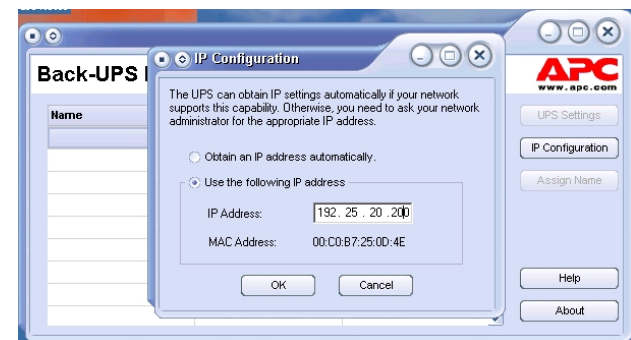 IP Configuration
Back-UPS
APC
www.apc.com
The UPS can obtain IP settings automatically if your network
supports this capability. Otherwise, you need to ask your network
administrator for the appropriate IP address.
Name
UPS Settings
IP Configuration
Obtain an IP address automatically.
Assign Name
Use the following IP address
IP Address: 192. 25 . 20 .200
MAC Address: 00:C0:B7:25:0D:4E
OK Cancel
Help
About